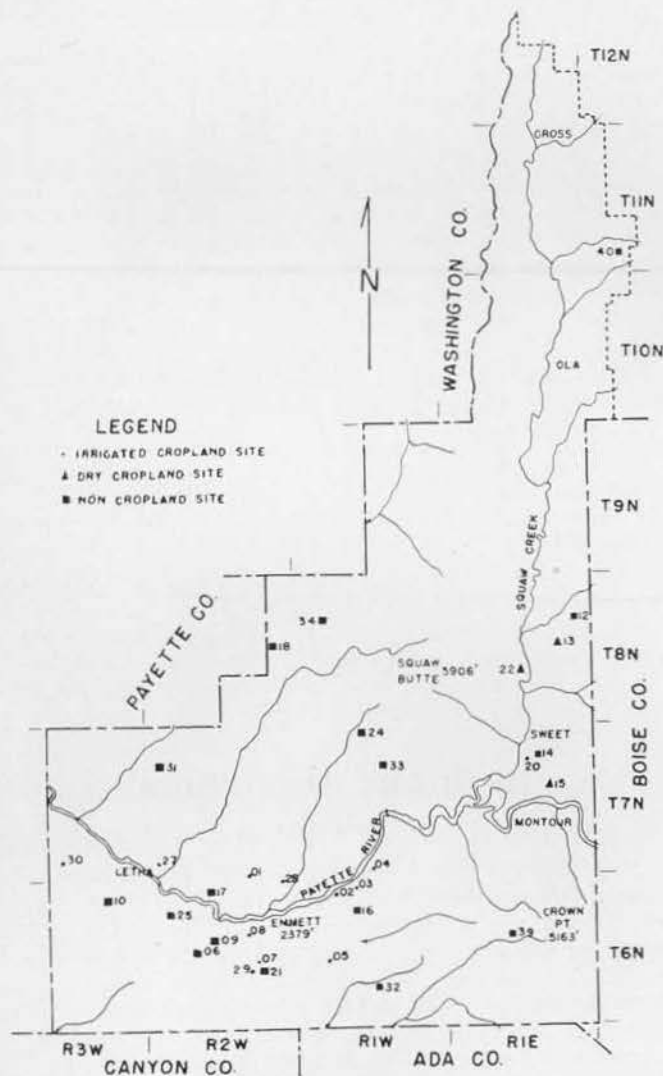 T12N
CROSS
T11N
40
WASHINGTON CO.
N
T10N
OLA
LEGEND
IRRIGATED CROPLAND SITE
DRY CROPLAND SITE
NON CROPLAND SITE
T9N
SQUAW CREEK
PAYETTE CO.
34
12
18
13
T8N
SQUAW BUTTE 5906'
22
BOISE CO.
24
SWEET
31
33
14
20
15
T7N
MONTOUR
30
27
LETHA
01
28
PAYETTE RIVER
04
03
02
17
10
25
16
EMMETT
2379'
CROWN PT.
5163'
08
09
39
06
07
05
T6N
29
21
32
R3W
R2W
R1W
R1E
CANYON CO.
ADA CO.